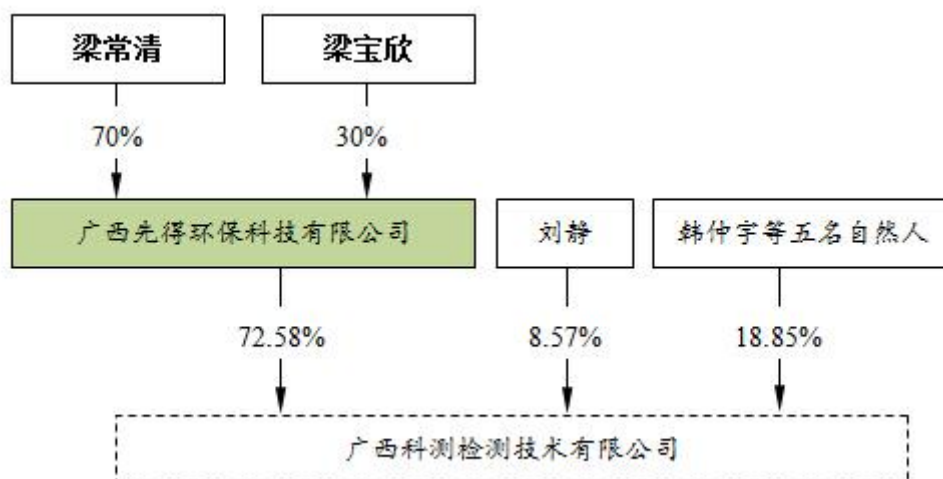 梁常清
梁宝欣
70%
30%
广西先得环保科技有限公司
刘静
韩仲宇等五名自然人
72.58%
8.57%
18.85%
广西科测检测技术有限公司